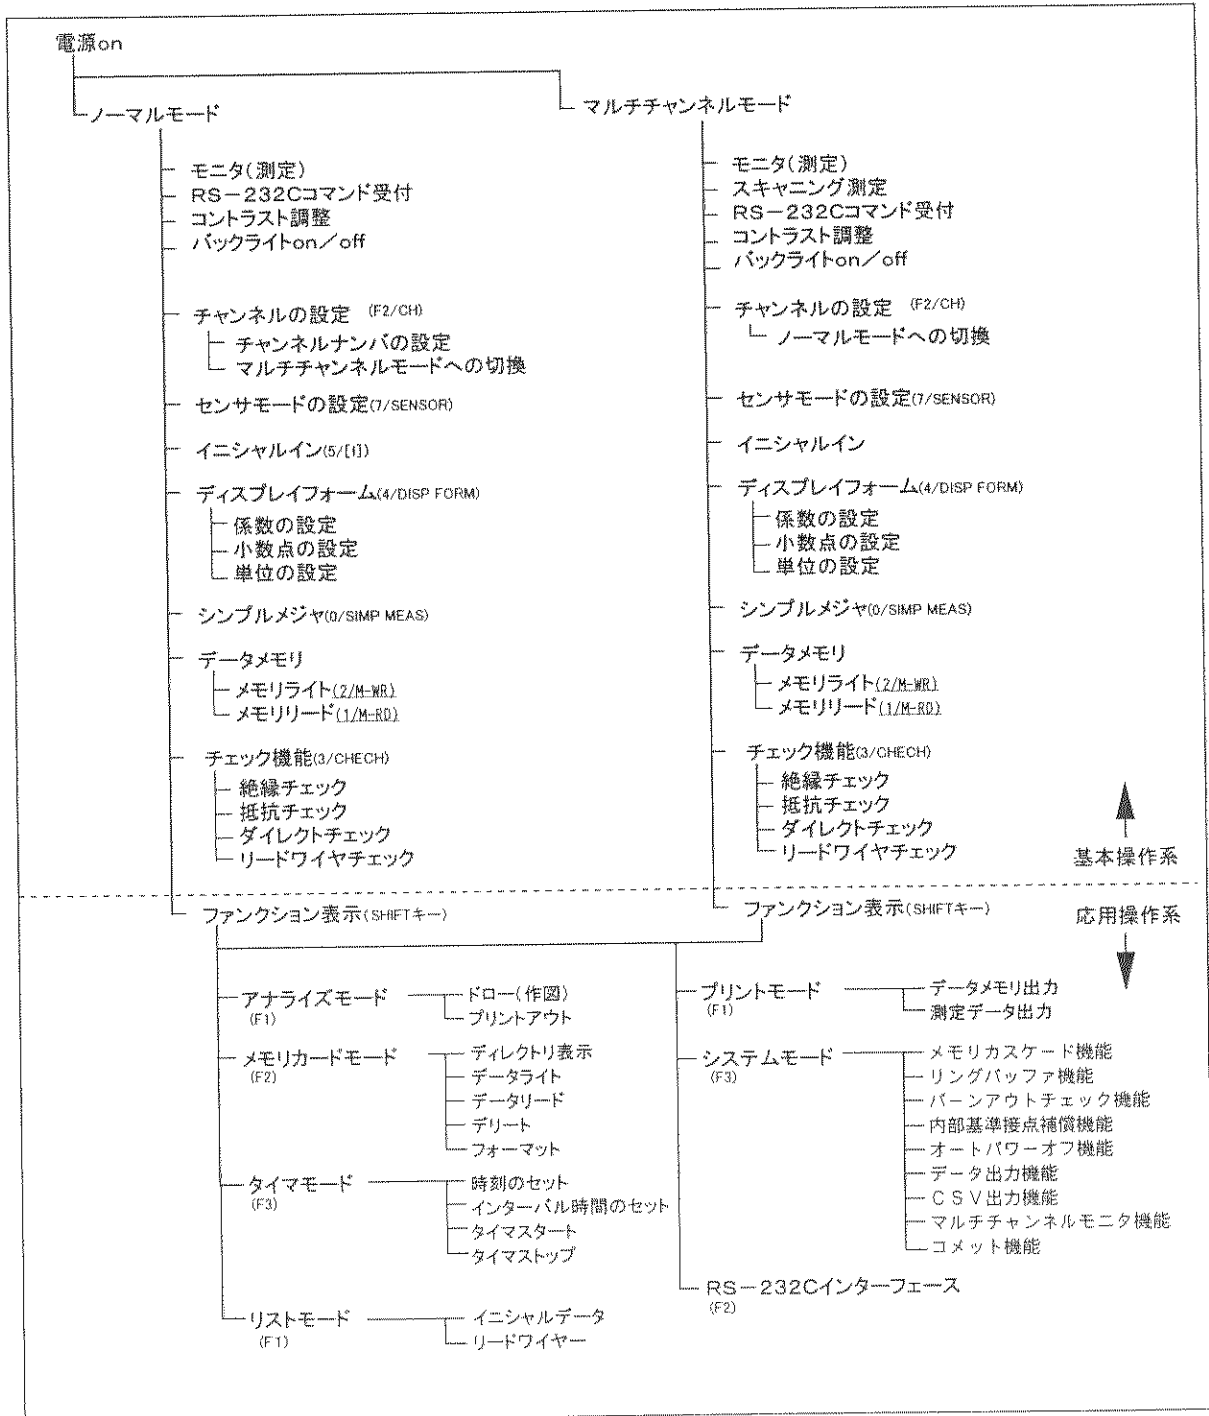 電源on
ノーマルモード
モニタ(測定)
RS－232Cコマンド受付
コントラスト調整
バックライトon／off
チャンネルの設定 (F2/CH)
チャンネルナンバの設定
マルチチャンネルモードへの切換
センサモードの設定(7/SENSOR)
イニシャルイン(5/[I])
ディスプレイフォーム(4/DISP FORM)
係数の設定
小数点の設定
単位の設定
シンプルメジャ(0/SIMP MEAS)
データメモリ
メモリライト(2/M-WR)
メモリリード(1/M-RD)
チェック機能(3/CHECH)
絶縁チェック
抵抗チェック
ダイレクトチェック
リードワイヤチェック
マルチチャンネルモード
モニタ(測定)
スキャニング測定
RS－232Cコマンド受付
コントラスト調整
バックライトon／off
チャンネルの設定 (F2/CH)
ノーマルモードへの切換
センサモードの設定(7/SENSOR)
イニシャルイン
ディスプレイフォーム(4/DISP FORM)
係数の設定
小数点の設定
単位の設定
シンプルメジャ(0/SIMP MEAS)
データメモリ
メモリライト(2/M-WR)
メモリリード(1/M-RD)
チェック機能(3/CHECH)
絶縁チェック
抵抗チェック
ダイレクトチェック
リードワイヤチェック
基本操作系
ファンクション表示(SHIFTキー)
ファンクション表示(SHIFTキー)
応用操作系
アナライズモード
(F1)
ドロー(作図)
プリントアウト
メモリカードモード
(F2)
ディレクトリ表示
データライト
データリード
デリート
フォーマット
タイマモード
(F3)
時刻のセット
インターバル時間のセット
タイマスタート
タイマストップ
リストモード
(F1)
イニシャルデータ
リードワイヤー
プリントモード
(F1)
データメモリ出力
測定データ出力
システムモード
(F3)
メモリカスケード機能
リングバッファ機能
バーンアウトチェック機能
内部基準接点補償機能
オートパワーオフ機能
データ出力機能
ＣＳＶ出力機能
マルチチャンネルモニタ機能
コメット機能
RS－232Cインターフェース
(F2)